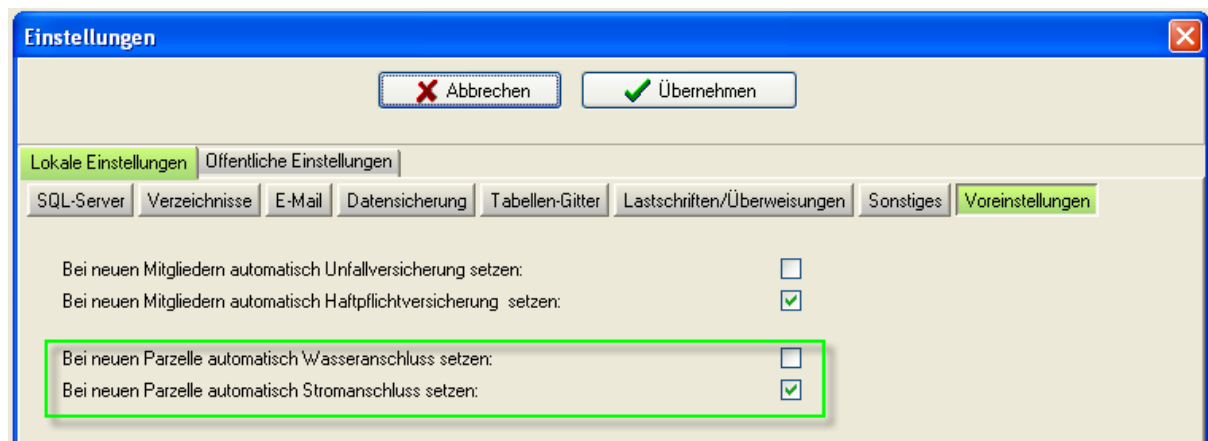 Einstellungen
Abbrechen Übernehmen
Lokale Einstellungen Öffentliche Einstellungen
SQL-Server Verzeichnisse E-Mail Datensicherung Tabellen-Gitter Lastschriften/Überweisungen Sonstiges Voreinstellungen
Bei neuen Mitgliedern automatisch Unfallversicherung setzen:
Bei neuen Mitgliedern automatisch Haftpflichtversicherung setzen:
Bei neuen Parzelle automatisch Wasseranschluss setzen:
Bei neuen Parzelle automatisch Stromanschluss setzen: